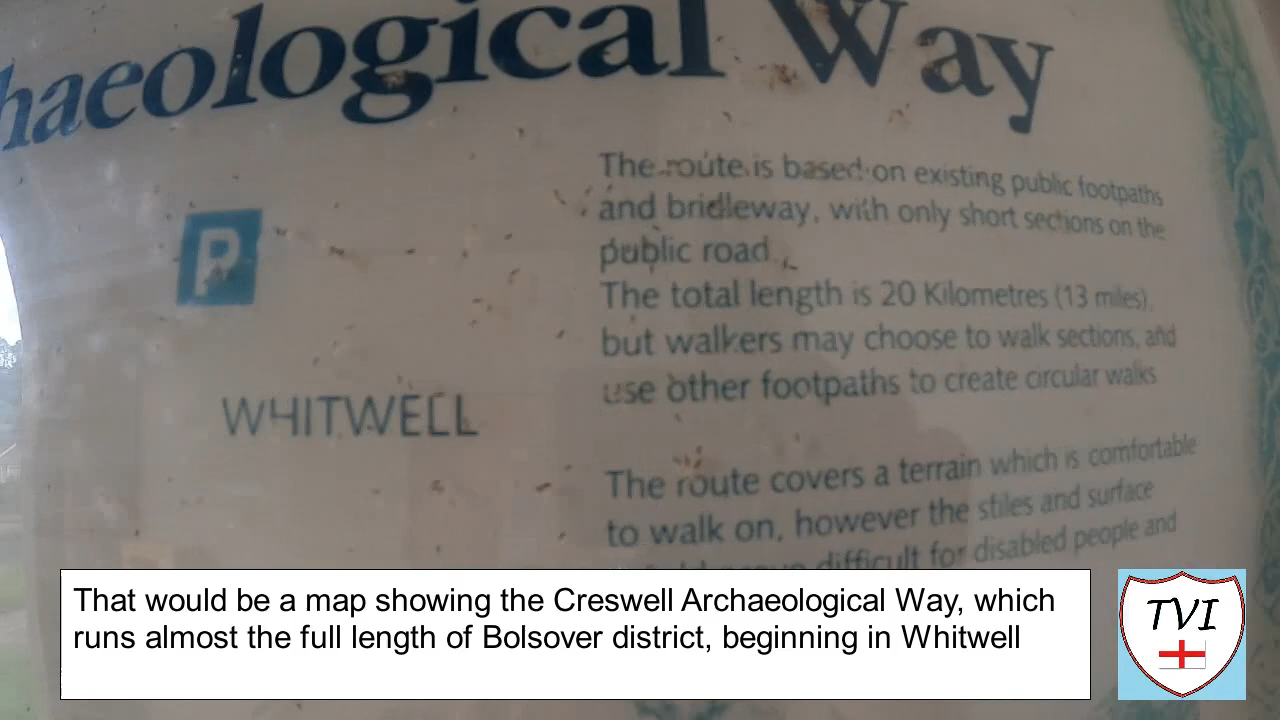 haeological Way
P
The route is based on existing public footpaths
and bridleway, with only short sections on the
public road
The total length is 20 Kilometres (13 miles),
but walkers may choose to walk sections, and
use other footpaths to create circular walks
WHITWELL
The route covers a terrain which is comfortable
to walk on, however the stiles and surface
difficult for disabled people and
That would be a map showing the Creswell Archaeological Way, which
runs almost the full length of Bolsover district, beginning in Whitwell
TVI